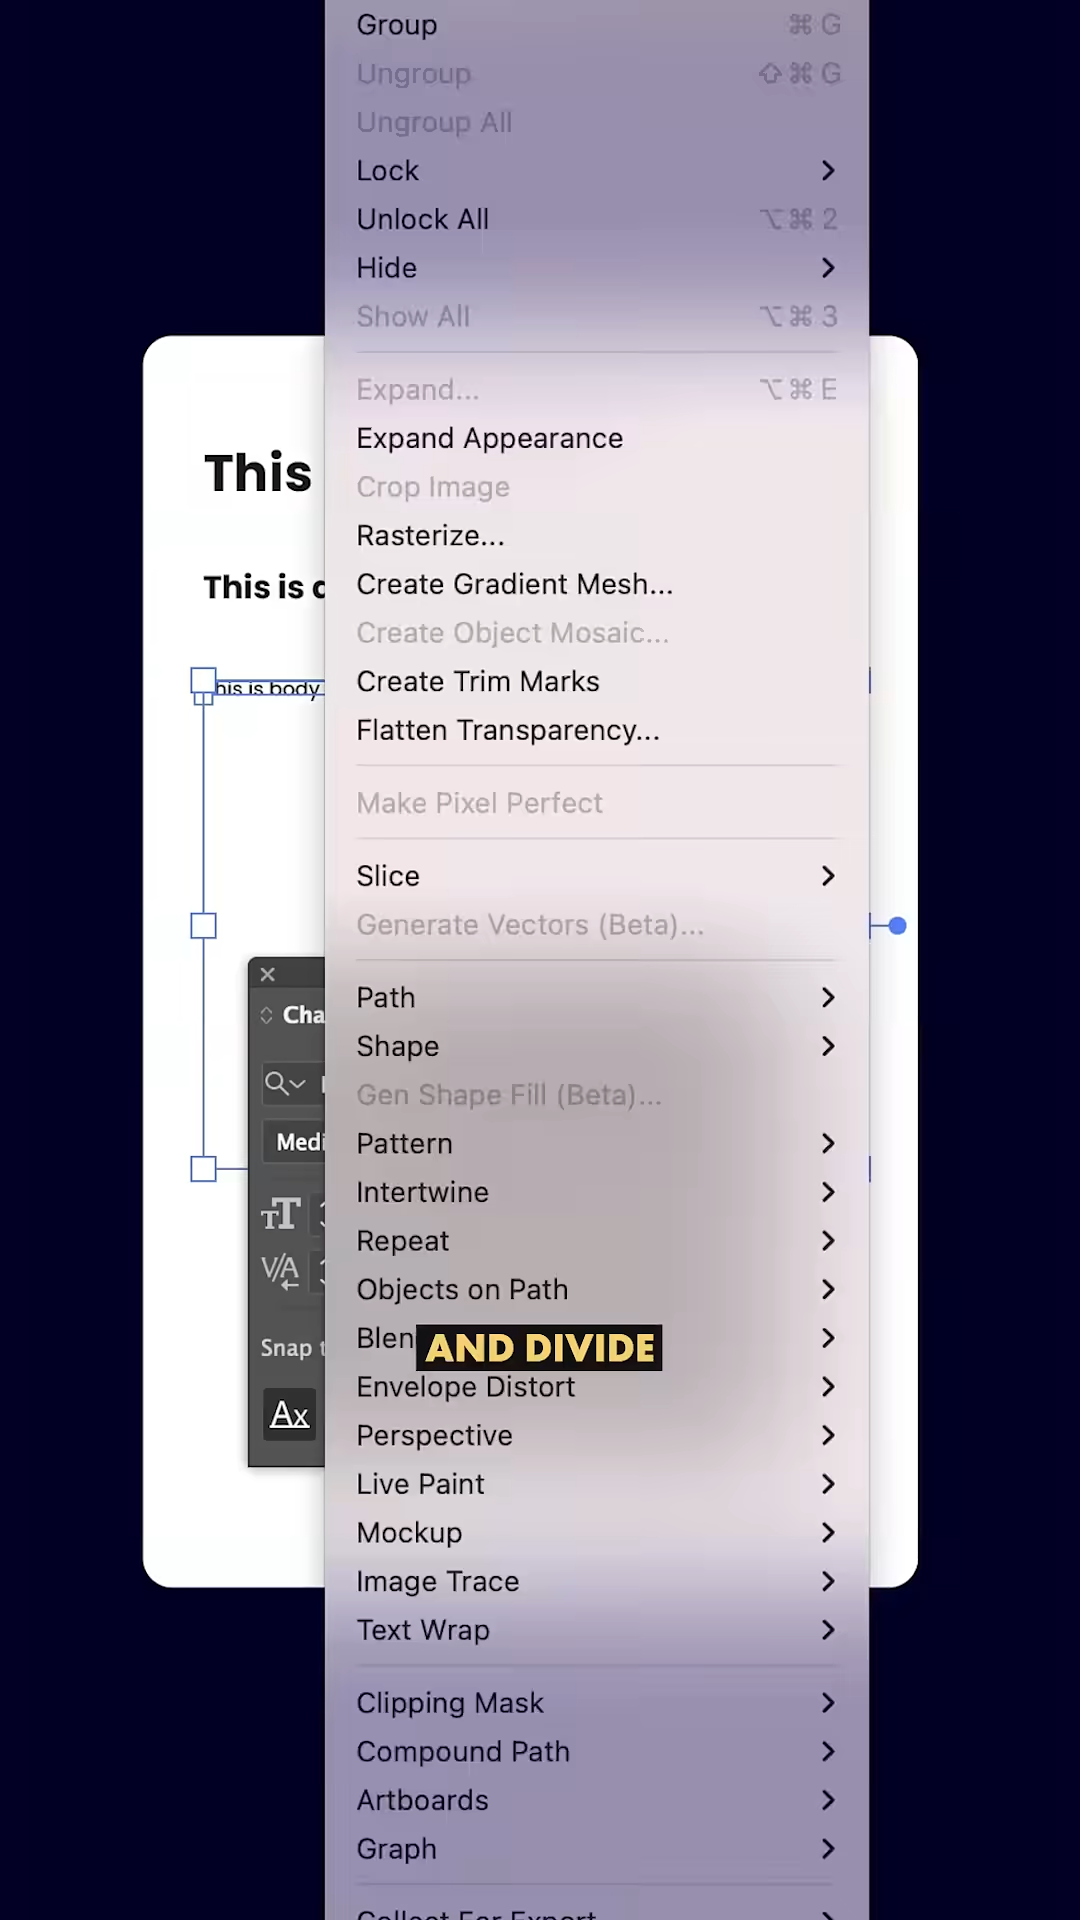 Group ⌘ G
Ungroup ⇧ ⌘ G
Ungroup All
Lock
Unlock All ⌥ ⌘ 2
Hide
Show All ⌥ ⌘ 3
Expand... ⌥ ⌘ E
Expand Appearance
Crop Image
Rasterize...
Create Gradient Mesh...
Create Object Mosaic...
Create Trim Marks
Flatten Transparency...
Make Pixel Perfect
Slice
Generate Vectors (Beta)...
Path
Shape
Gen Shape Fill (Beta)...
Pattern
Intertwine
Repeat
Objects on Path
Blen
AND DIVIDE
Envelope Distort
Perspective
Live Paint
Mockup
Image Trace
Text Wrap
Clipping Mask
Compound Path
Artboards
Graph
Collect For Export
This
This is
his is body
Cha
Medi
Snap t
Ax